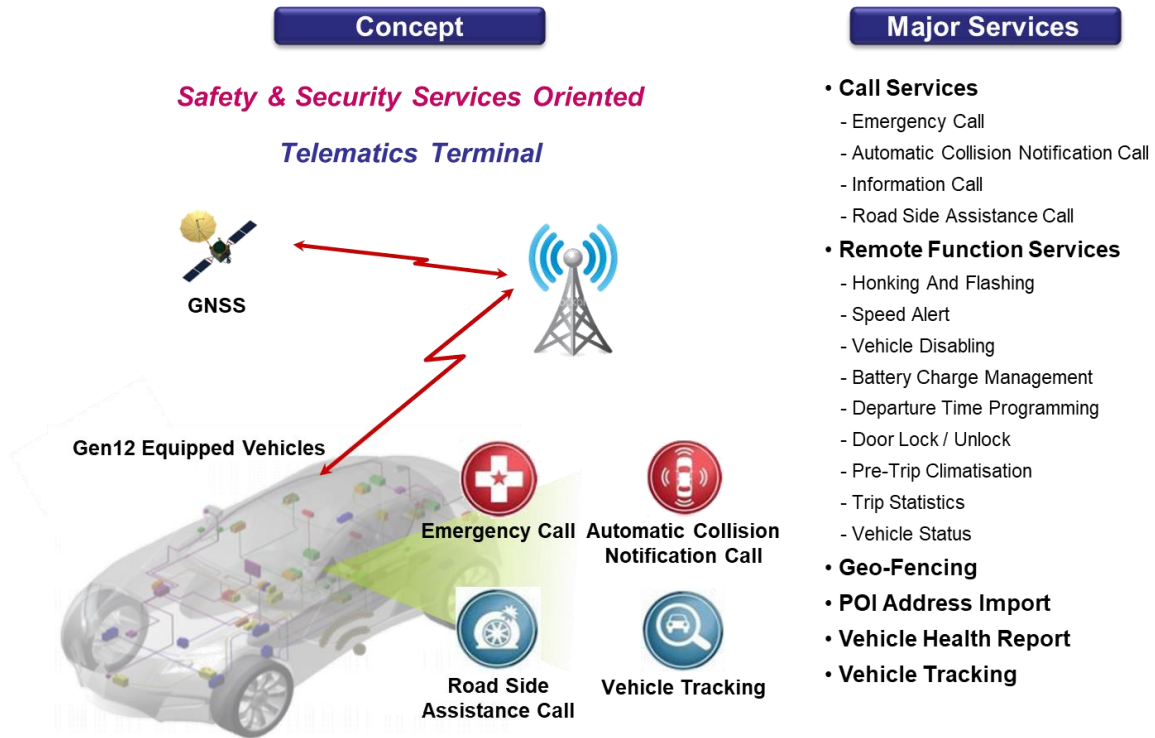 Concept
Safety & Security Services Oriented
Telematics Terminal
GNSS
Gen12 Equipped Vehicles
Emergency Call
Automatic Collision
Notification Call
Road Side
Assistance Call
Vehicle Tracking
Major Services
• Call Services
- Emergency Call
- Automatic Collision Notification Call
- Information Call
- Road Side Assistance Call
• Remote Function Services
- Honking And Flashing
- Speed Alert
- Vehicle Disabling
- Battery Charge Management
- Departure Time Programming
- Door Lock / Unlock
- Pre-Trip Climatisation
- Trip Statistics
- Vehicle Status
• Geo-Fencing
• POI Address Import
• Vehicle Health Report
• Vehicle Tracking